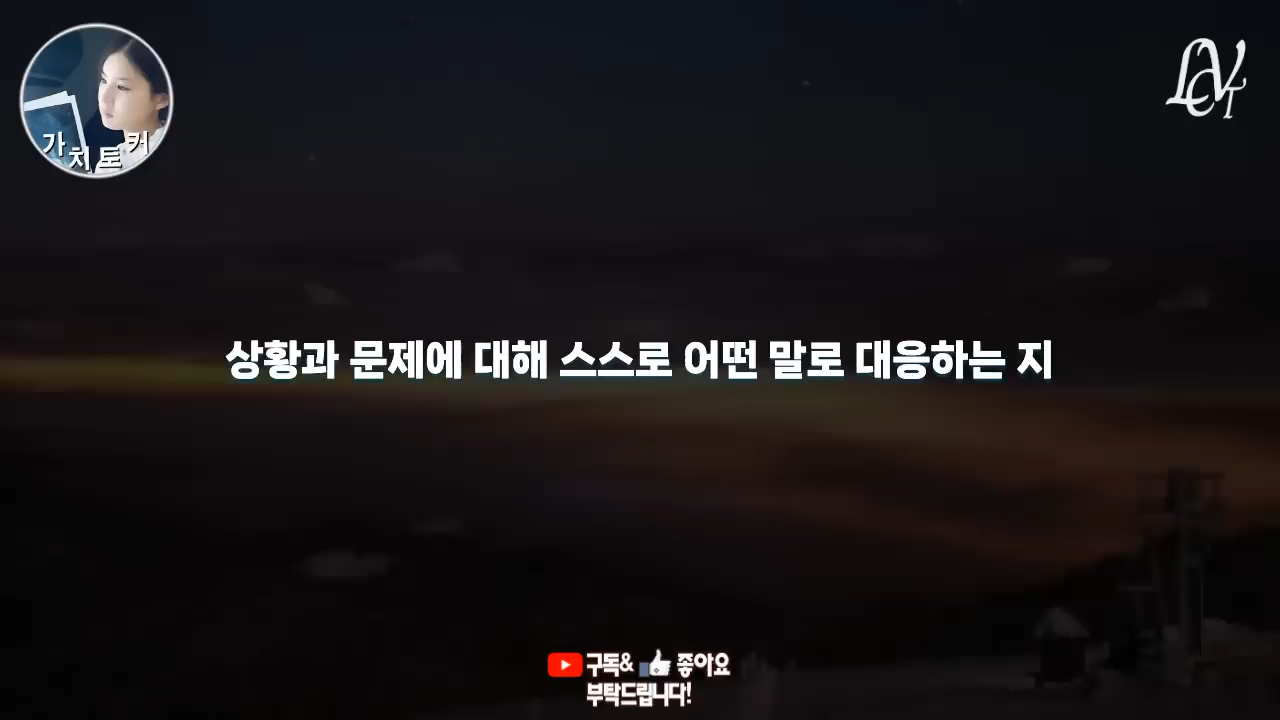 가치토커
LCVT
상황과 문제에 대해 스스로 어떤 말로 대응하는 지
구독& 좋아요
부탁드립니다!